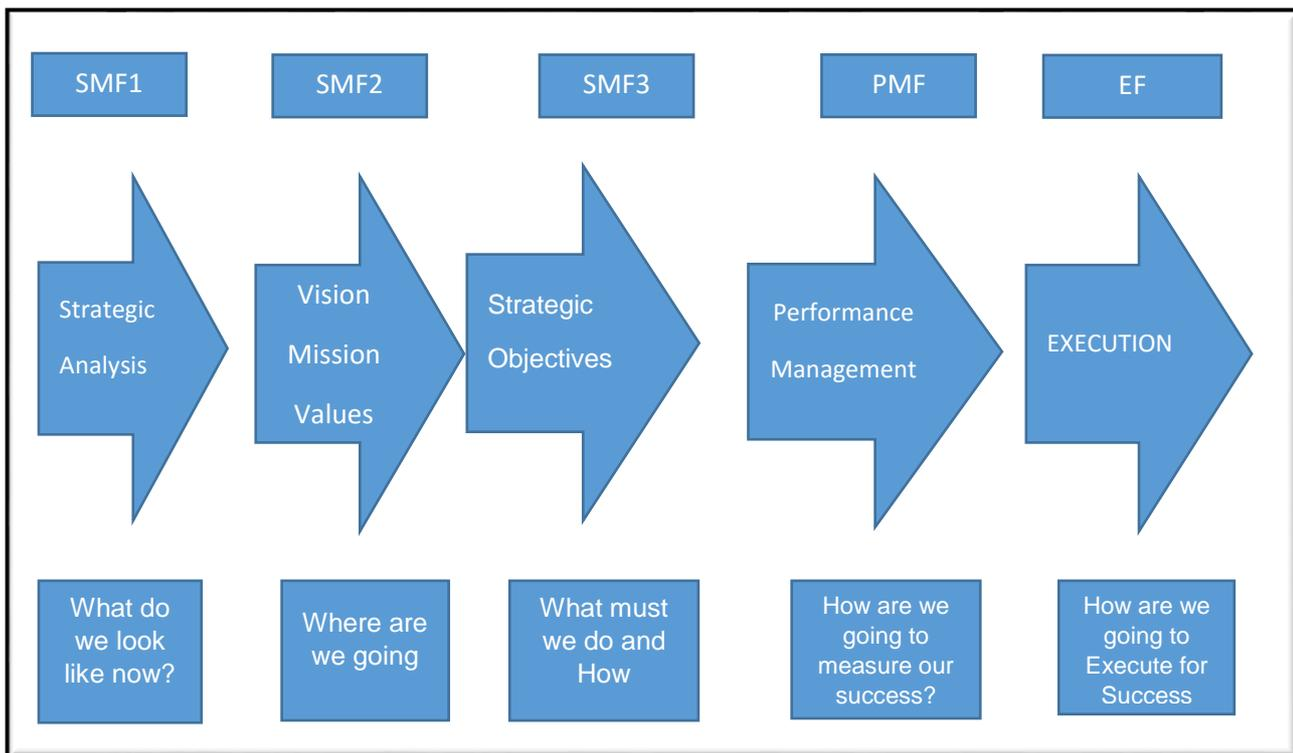 SMF1
SMF2
SMF3
PMF
EF
Strategic
Analysis
Vision
Mission
Values
Strategic
Objectives
Performance
Management
EXECUTION
What do
we look
like now?
Where are
we going
What must
we do and
How
How are we
going to
measure our
success?
How are we
going to
Execute for
Success